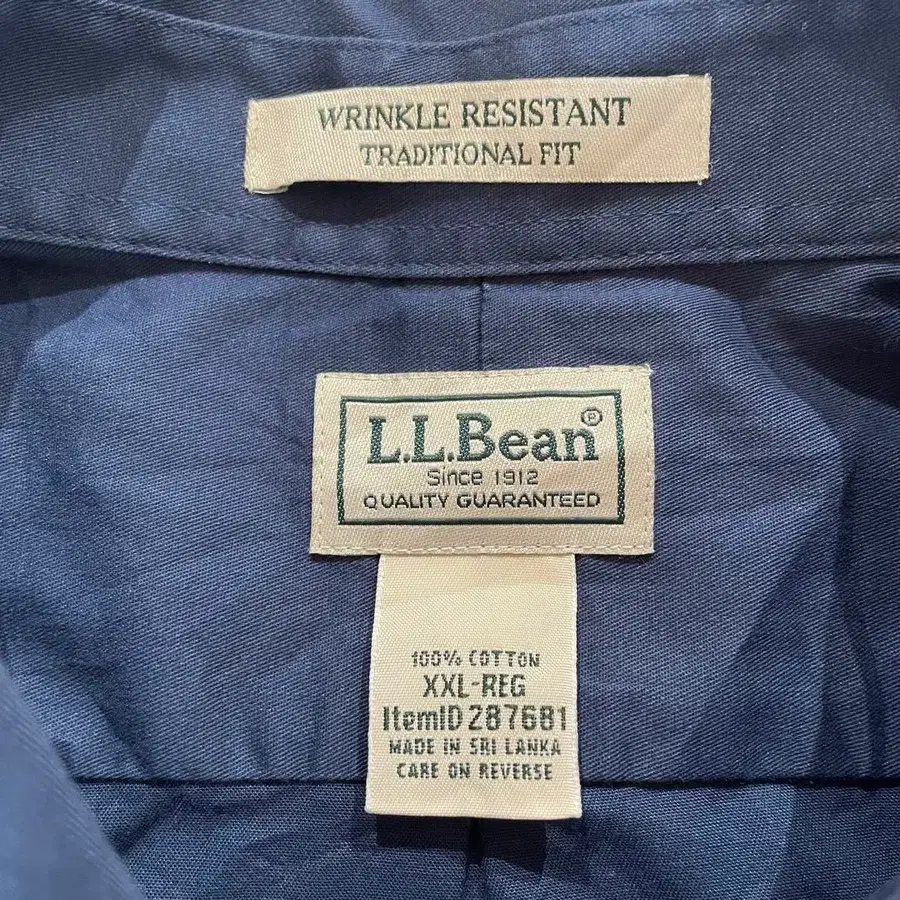 WRINKLE RESISTANT
TRADITIONAL FIT
L.L.Bean®
Since 1912
QUALITY GUARANTEED
100% COTTON
XXL-REG
ItemID 287681
MADE IN SRI LANKA
CARE ON REVERSE